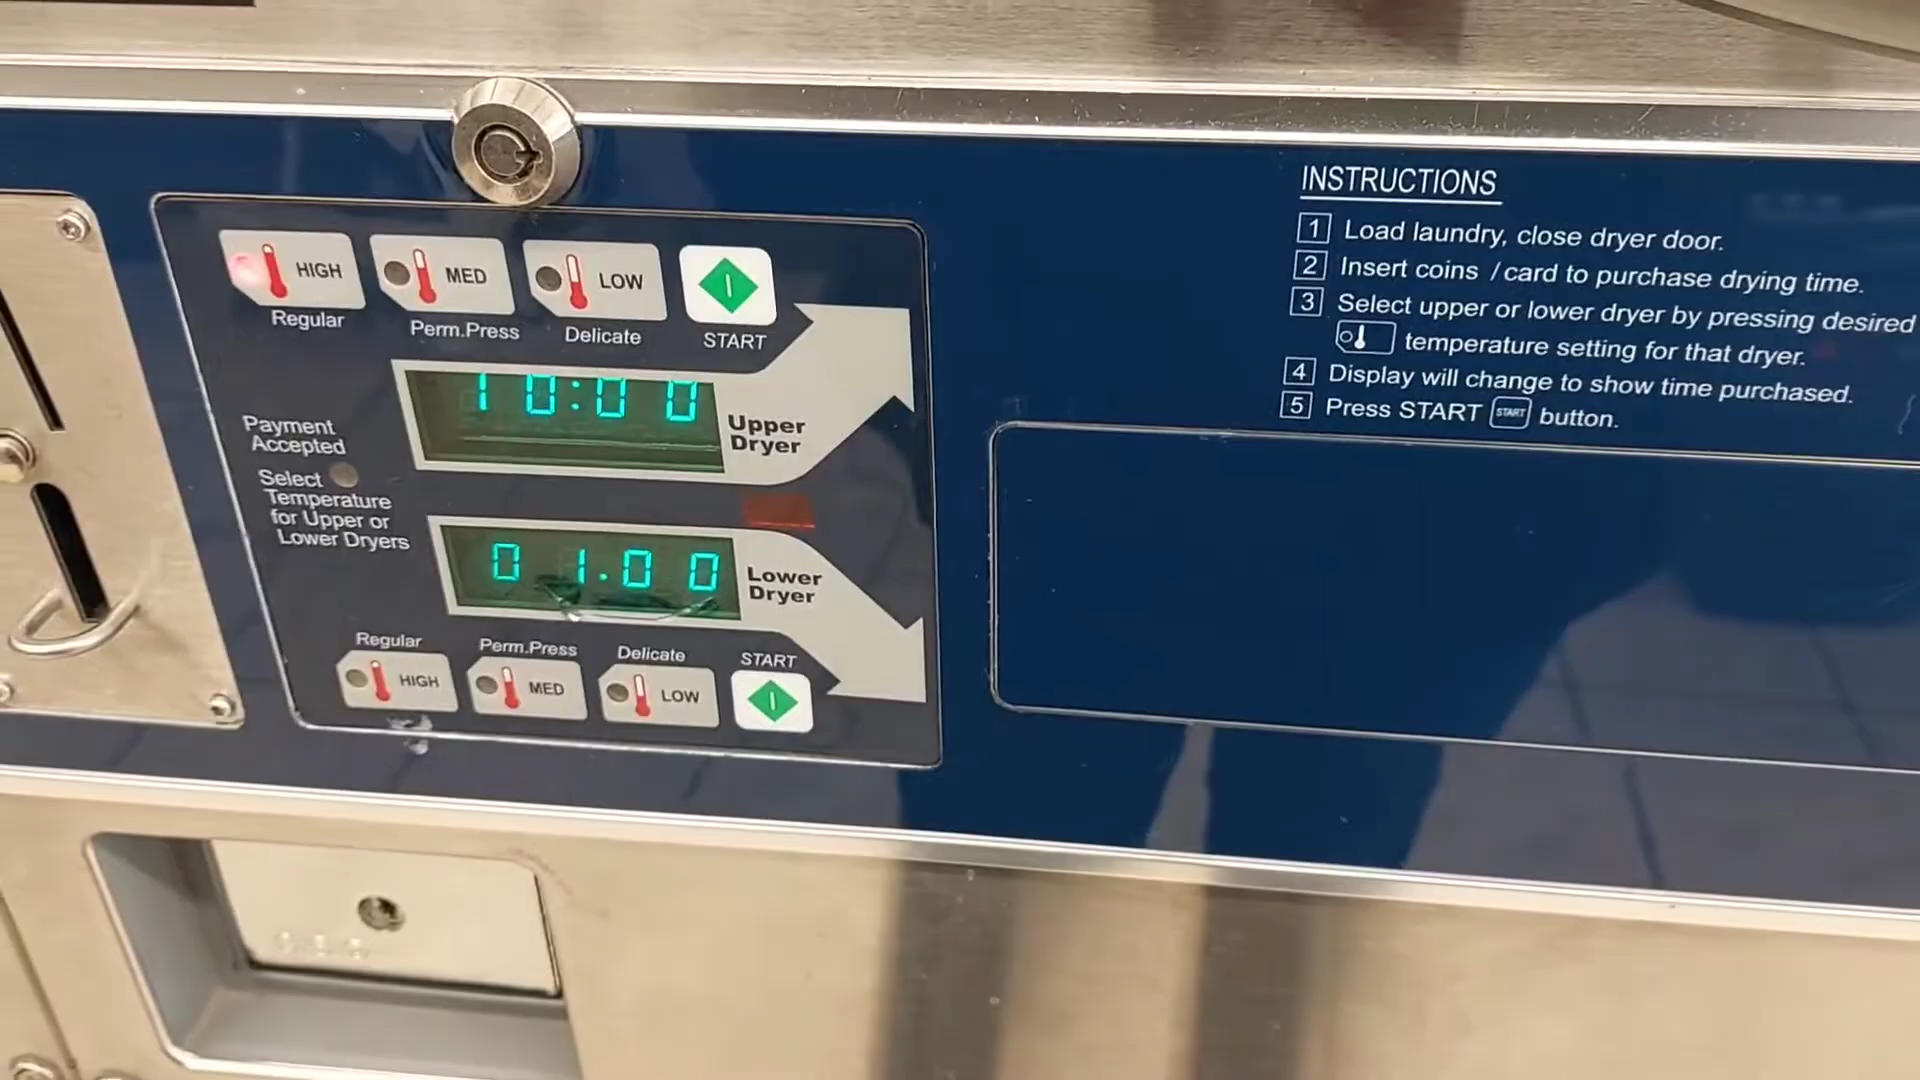 HIGH
MED
LOW
Regular
Perm.Press
Delicate
START
10:00
Upper
Dryer
Payment
Accepted
Select
Temperature
for Upper or
Lower Dryers
01.00
Lower
Dryer
Regular
Perm.Press
Delicate
START
HIGH
MED
LOW
INSTRUCTIONS
1 Load laundry, close dryer door.
2 Insert coins / card to purchase drying time.
3 Select upper or lower dryer by pressing desired
temperature setting for that dryer.
4 Display will change to show time purchased.
5 Press START START button.